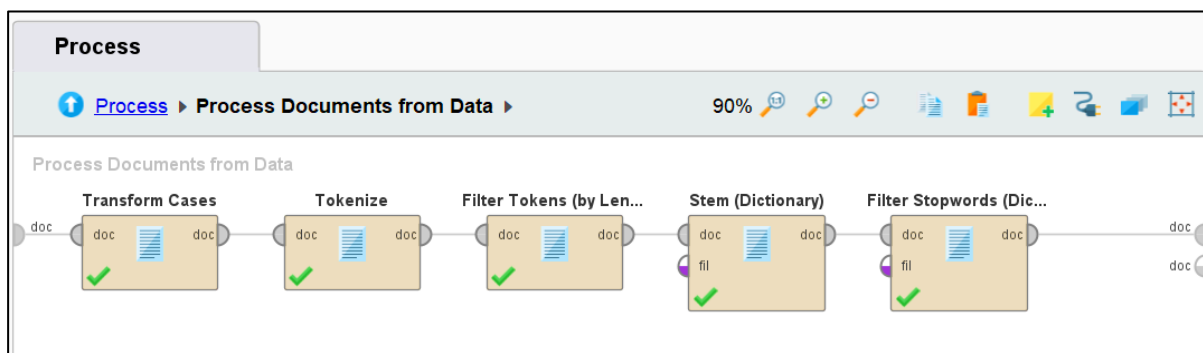 Process
Process Process Documents from Data 90%
Process Documents from Data
Transform Cases Tokenize Filter Tokens (by Len... Stem (Dictionary) Filter Stopwords (Dic...
doc doc doc doc doc doc doc doc doc doc doc doc
fil fil doc